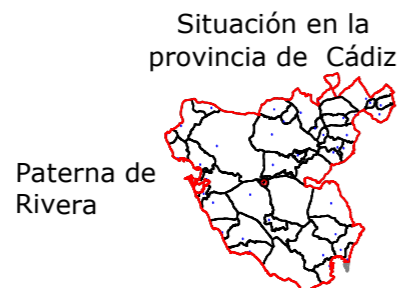 Situación en la
provincia de Cádiz
Paterna de
Rivera